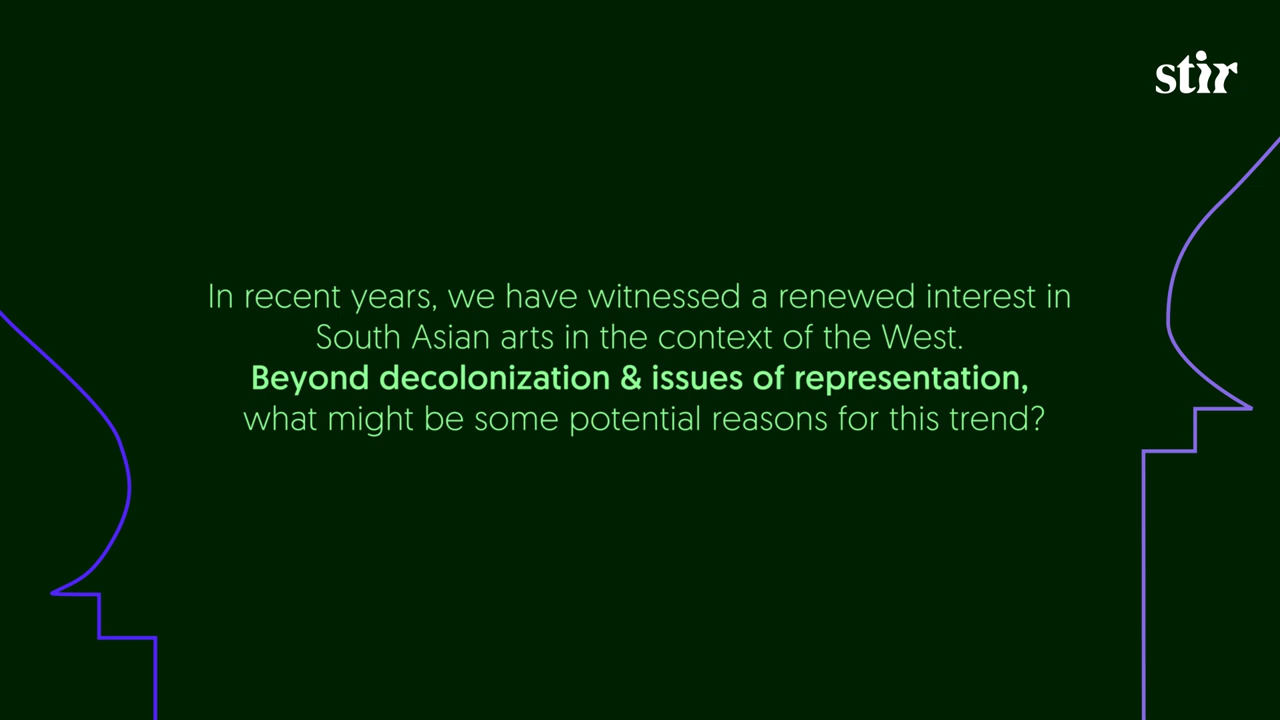 stir
In recent years, we have witnessed a renewed interest in
South Asian arts in the context of the West.
Beyond decolonization & issues of representation,
what might be some potential reasons for this trend?